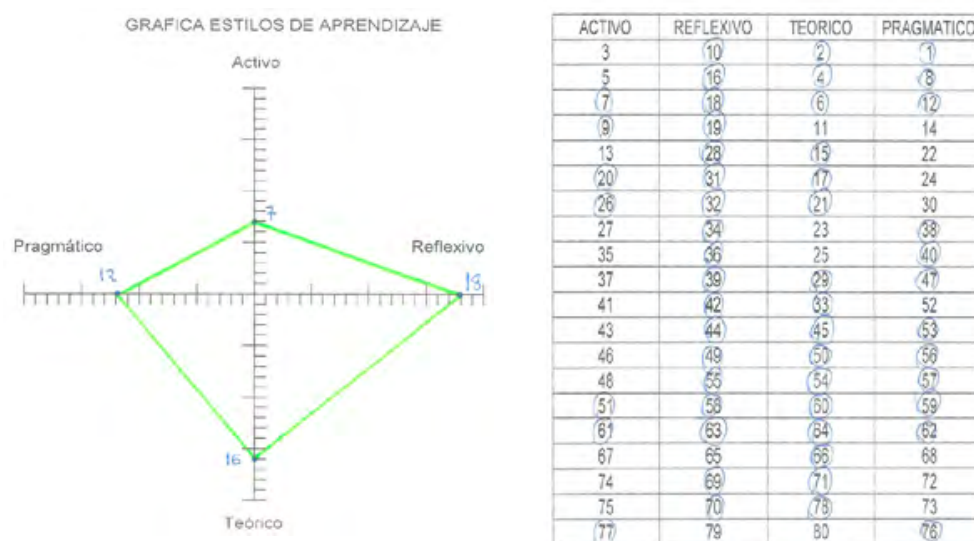 GRAFICA ESTILOS DE APRENDIZAJE
Activo
7
Pragmático
Reflexivo
12
18
16
Teórico
ACTIVO REFLEXIVO TEORICO PRAGMATICO
3 10 2 1
5 16 4 8
7 18 6 12
9 19 11 14
13 28 15 22
20 31 17 24
26 32 21 30
27 34 23 38
35 36 25 40
37 39 29 47
41 42 33 52
43 44 45 53
46 49 50 56
48 55 54 57
51 58 60 59
61 63 64 62
67 65 66 68
74 69 71 72
75 70 78 73
77 79 80 76